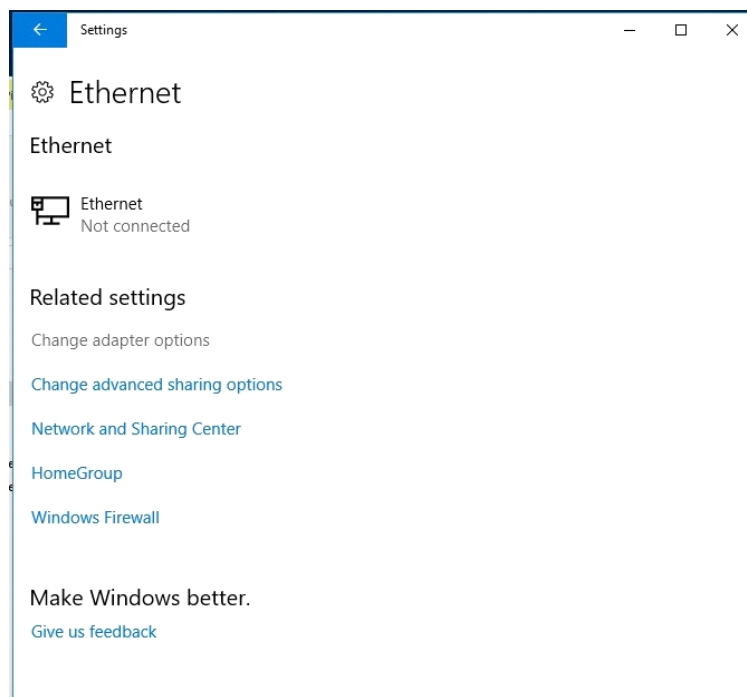 Settings
Ethernet
Ethernet
Ethernet
Not connected
Related settings
Change adapter options
Change advanced sharing options
Network and Sharing Center
HomeGroup
Windows Firewall
Make Windows better.
Give us feedback